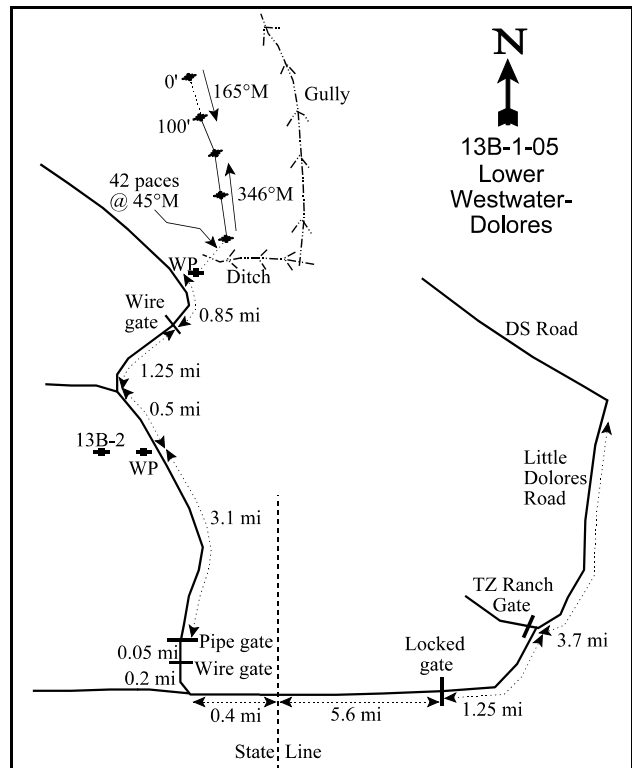 N
13B-1-05
Lower
Westwater-
Dolores
0'
165°M
Gully
100'
42 paces
@ 45°M
346°M
WP
Ditch
Wire
gate
0.85 mi
DS Road
1.25 mi
0.5 mi
13B-2
WP
Little
Dolores
Road
3.1 mi
TZ Ranch
Gate
Pipe gate
3.7 mi
0.05 mi
Wire gate
Locked
gate
0.2 mi
0.4 mi
5.6 mi
1.25 mi
State Line